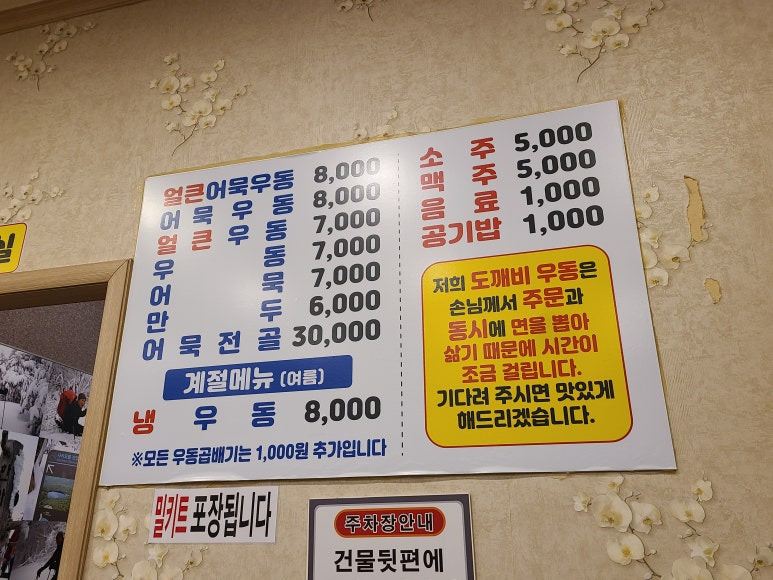 얼큰어묵우동 8,000
어묵우동 8,000
얼큰우동 7,000
우동 7,000
어묵 7,000
만두 6,000
어묵전골 30,000
계절메뉴 (여름)
냉우동 8,000
※모든 우동곱배기는 1,000원 추가입니다
소주 5,000
맥주 5,000
음료 1,000
공기밥 1,000
저희 도깨비 우동은
손님께서 주문과
동시에 면을 뽑아
삶기 때문에 시간이
조금 걸립니다.
기다려 주시면 맛있게
해드리겠습니다.
실
밀키트 포장됩니다
주차장안내
건물뒷편에